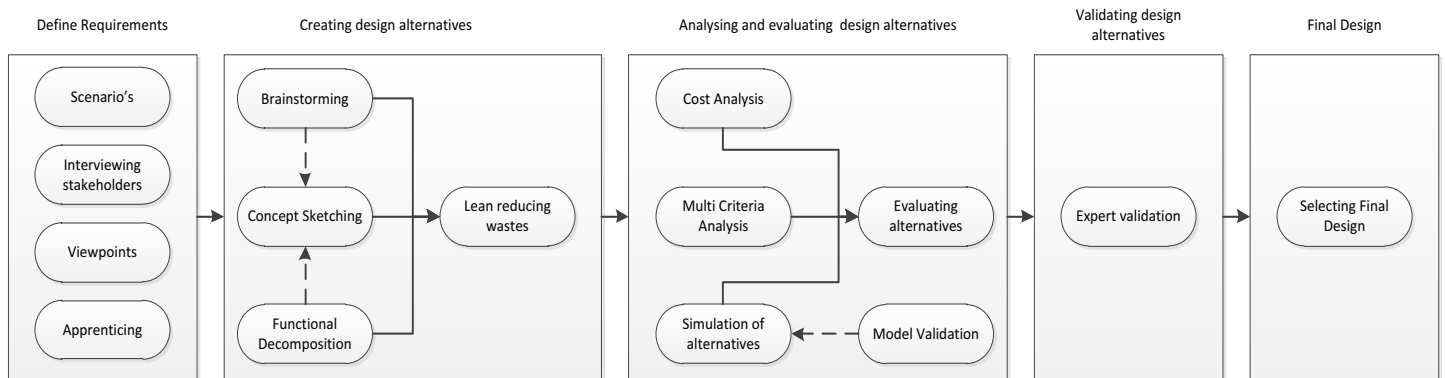 Define Requirements
Scenario's
Interviewing
stakeholders
Viewpoints
Apprenticing
Creating design alternatives
Brainstorming
Concept Sketching
Functional
Decomposition
Lean reducing
wastes
Analysing and evaluating  design alternatives
Cost Analysis
Multi Criteria
Analysis
Simulation of
alternatives
Evaluating
alternatives
Model Validation
Validating design
alternatives
Expert validation
Final Design
Selecting Final
Design